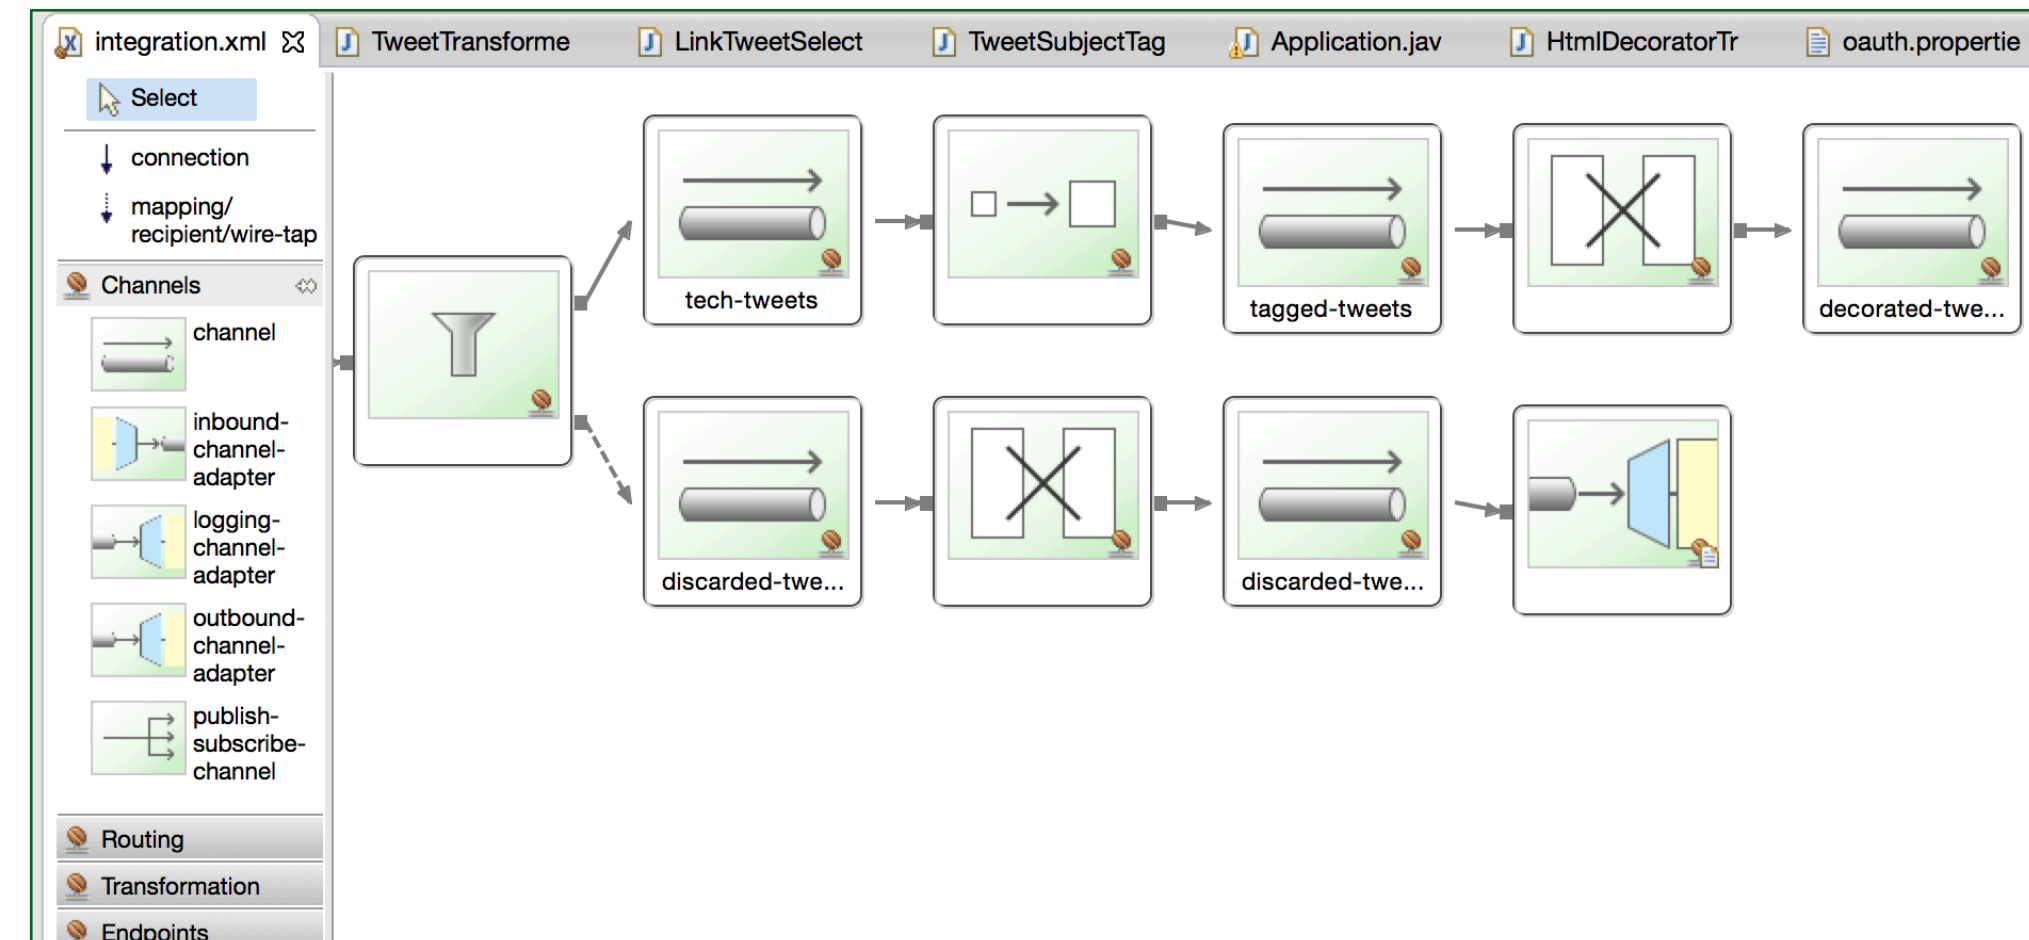 integration.xml
TweetTransforme
LinkTweetSelect
TweetSubjectTag
Application.jav
HtmlDecoratorTr
oauth.propertie
Select
connection
mapping/
recipient/wire-tap
Channels
channel
inbound-
channel-
adapter
logging-
channel-
adapter
outbound-
channel-
adapter
publish-
subscribe-
channel
Routing
Transformation
Endpoints
tech-tweets
tagged-tweets
decorated-twe...
discarded-twe...
discarded-twe...